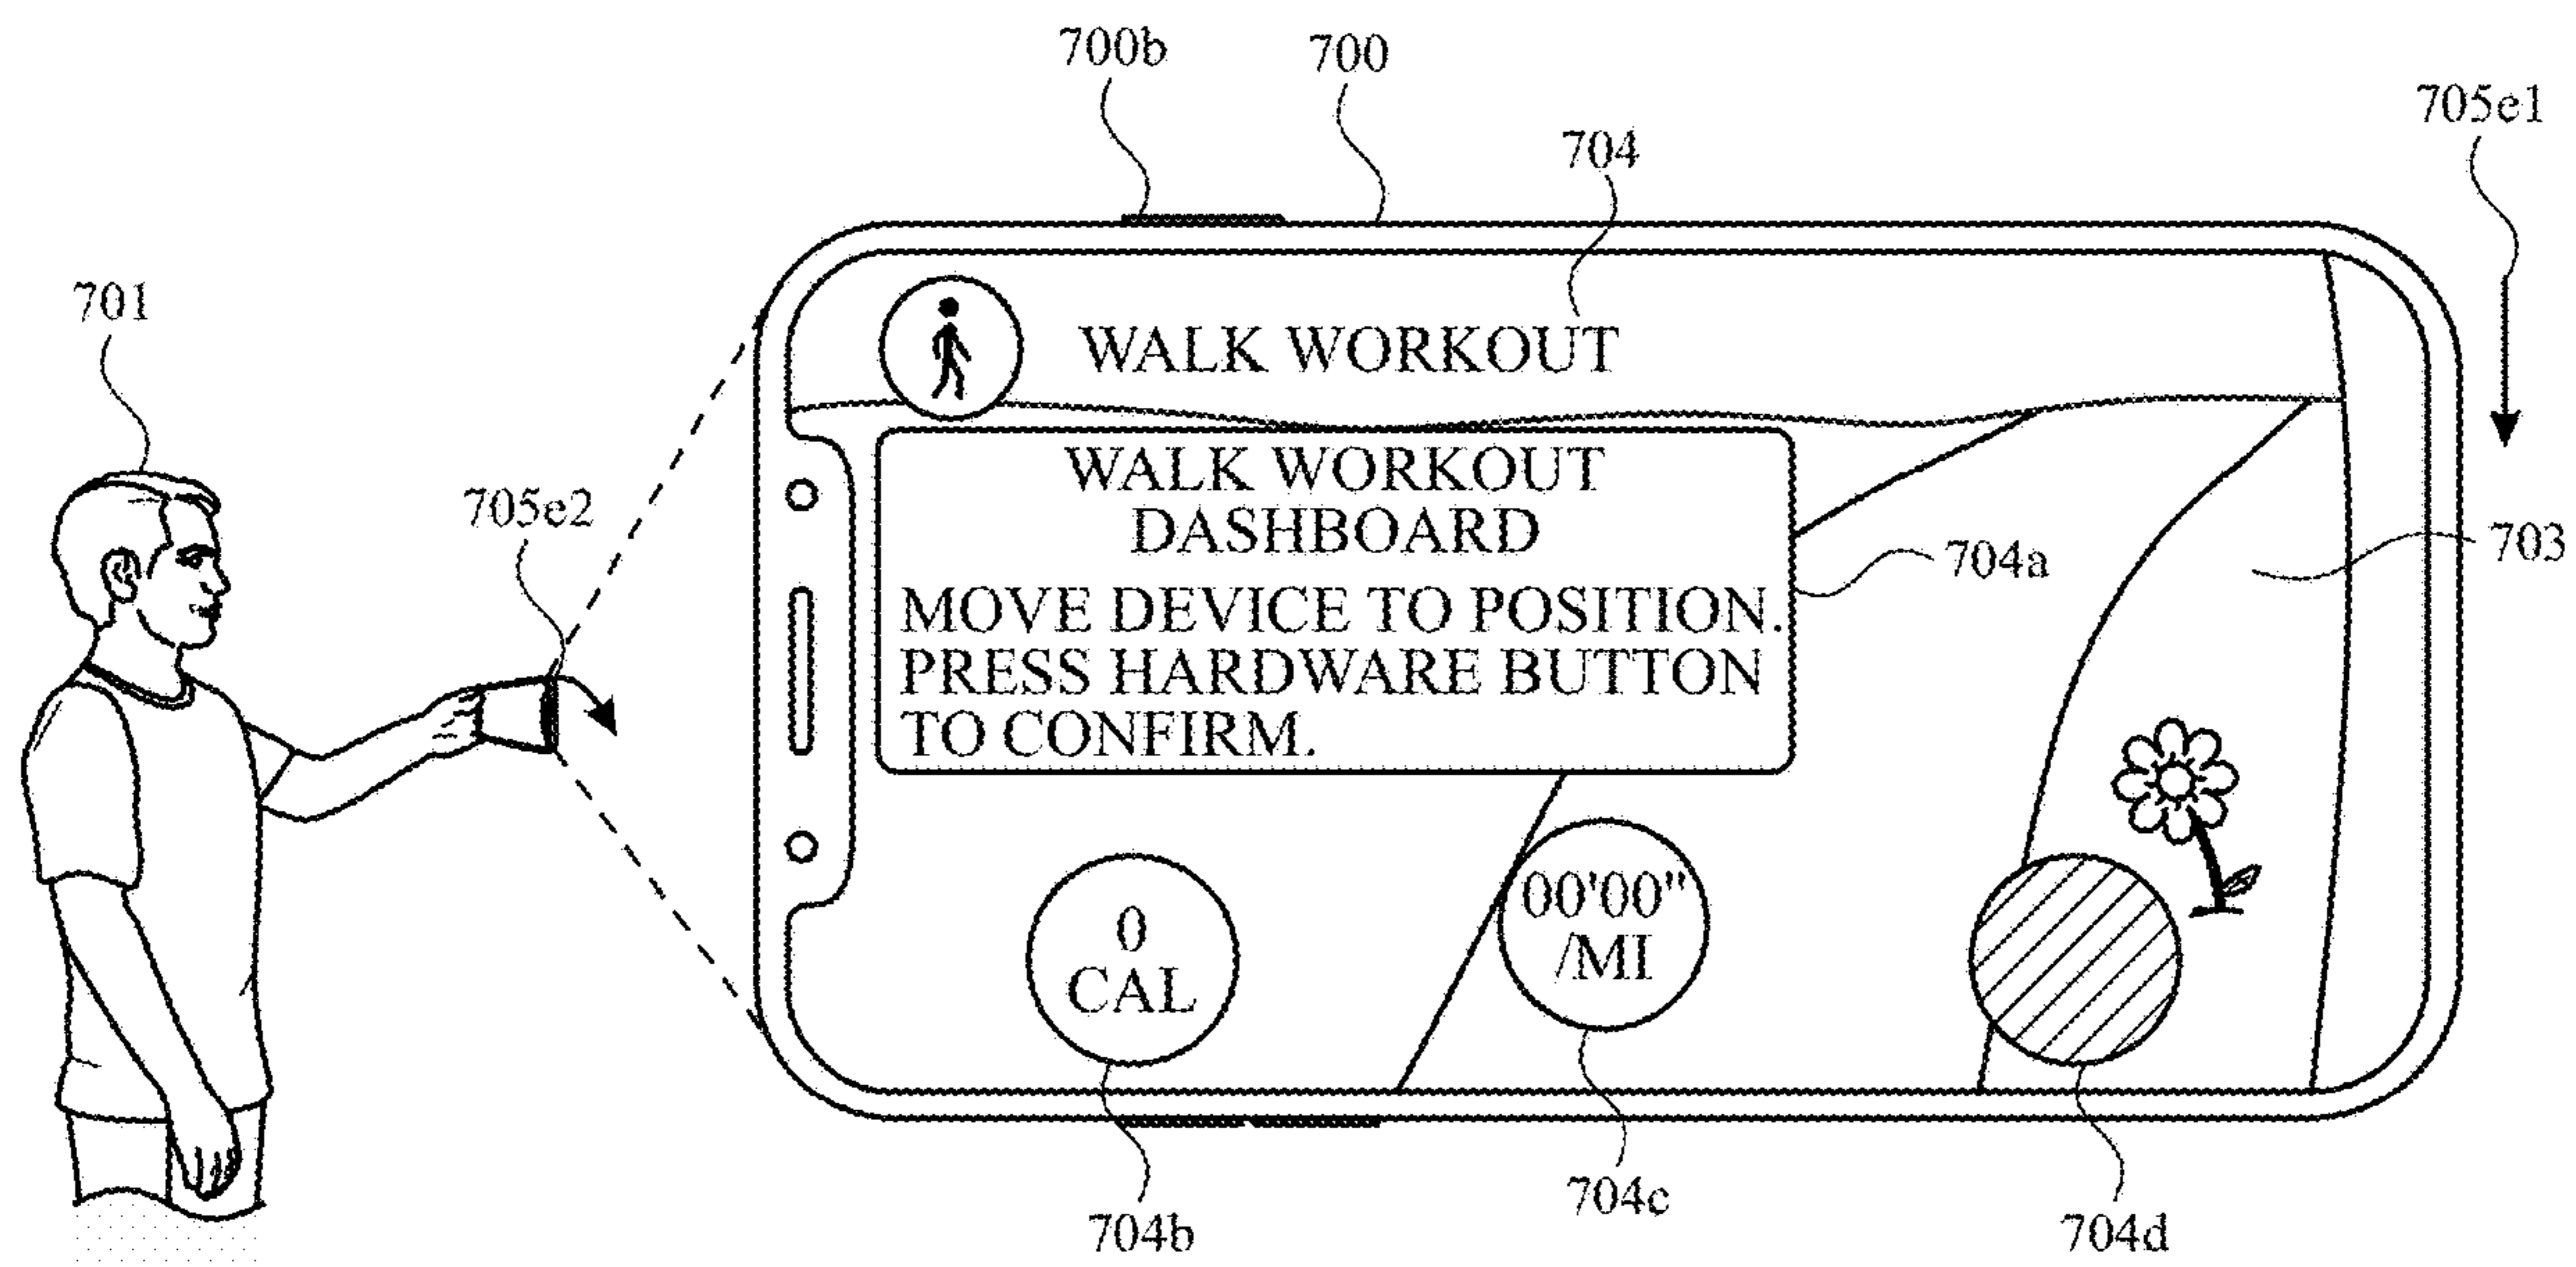 700b
700
704
705e1
701
WALK WORKOUT
705e2
WALK WORKOUT
DASHBOARD
MOVE DEVICE TO POSITION.
PRESS HARDWARE BUTTON
TO CONFIRM.
704a
703
0
CAL
00'00"
/MI
704b
704c
704d